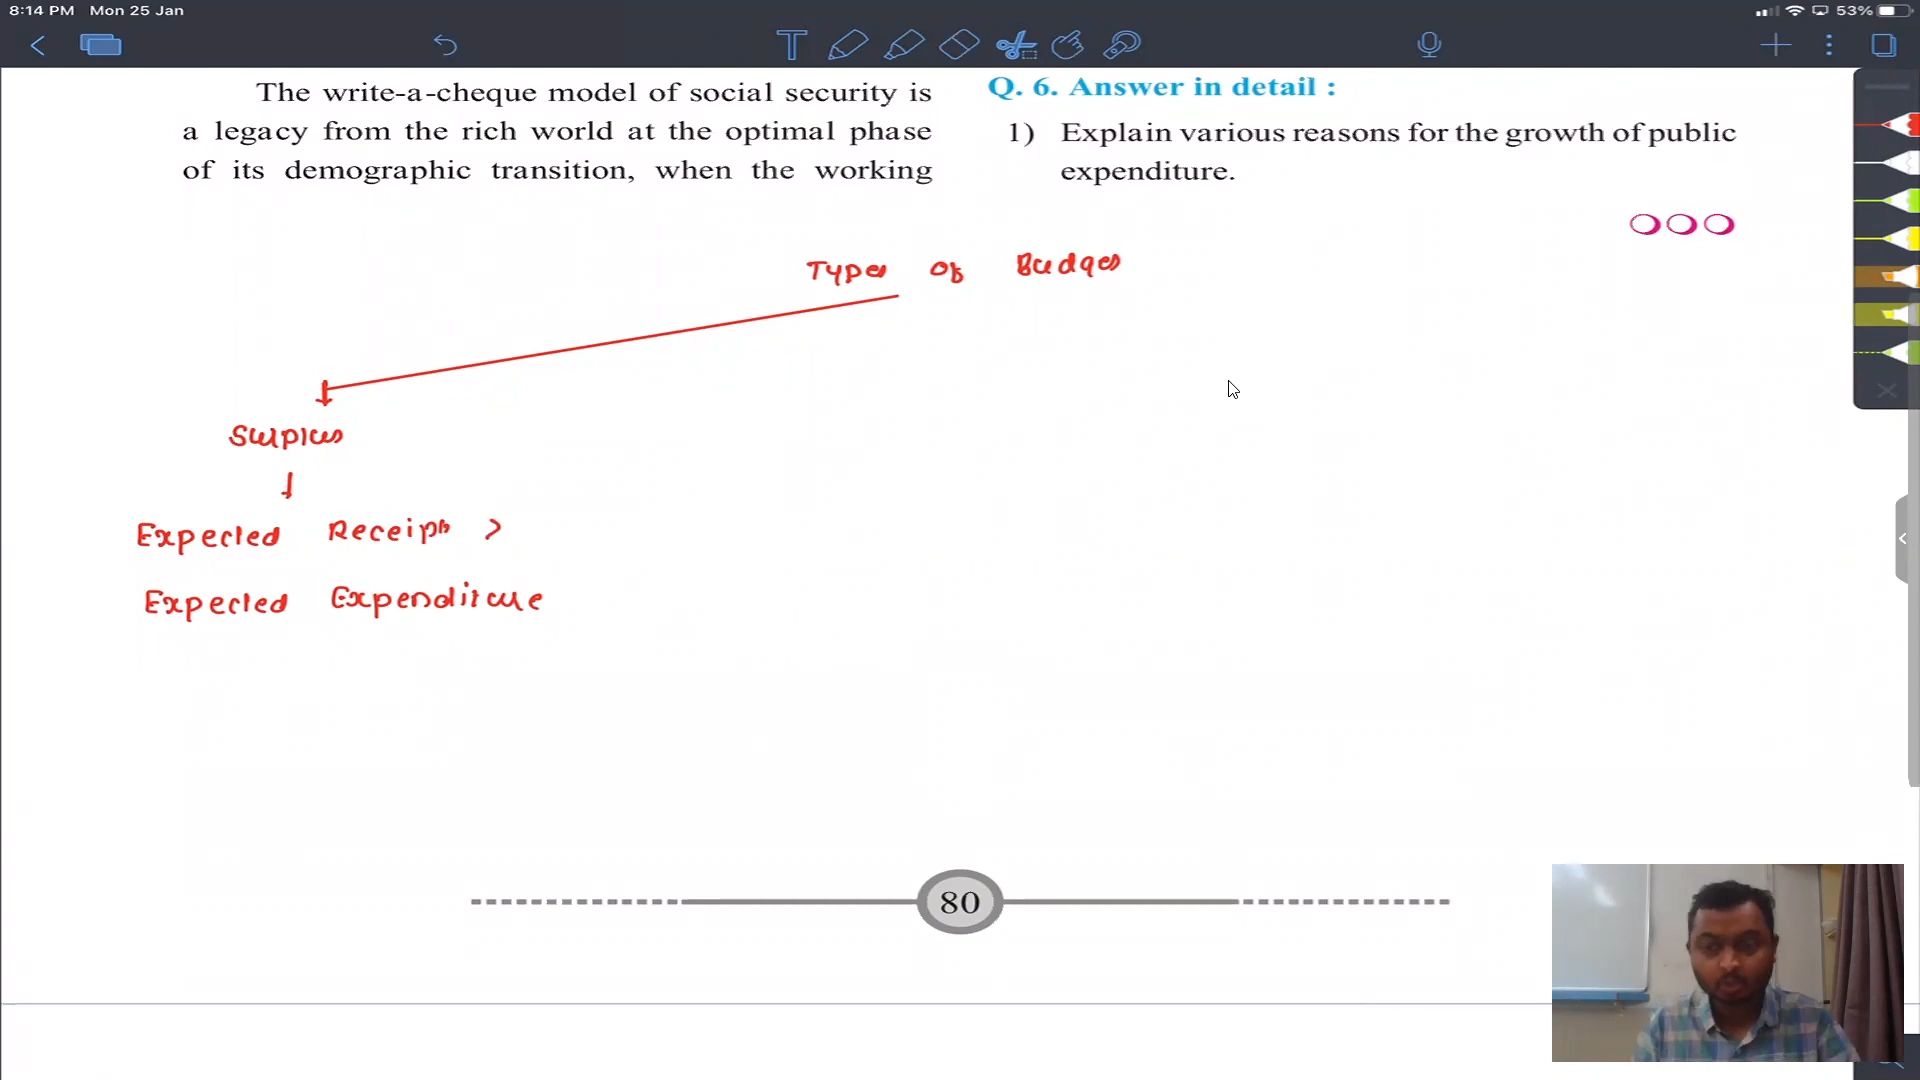 8:14 PM Mon 25 Jan
53%
The write-a-cheque model of social security is
a legacy from the rich world at the optimal phase
of its demographic transition, when the working
Q. 6. Answer in detail :
1) Explain various reasons for the growth of public
expenditure.
Types of Budges
Surplus
Expected Receipts >
Expected Expenditure
80